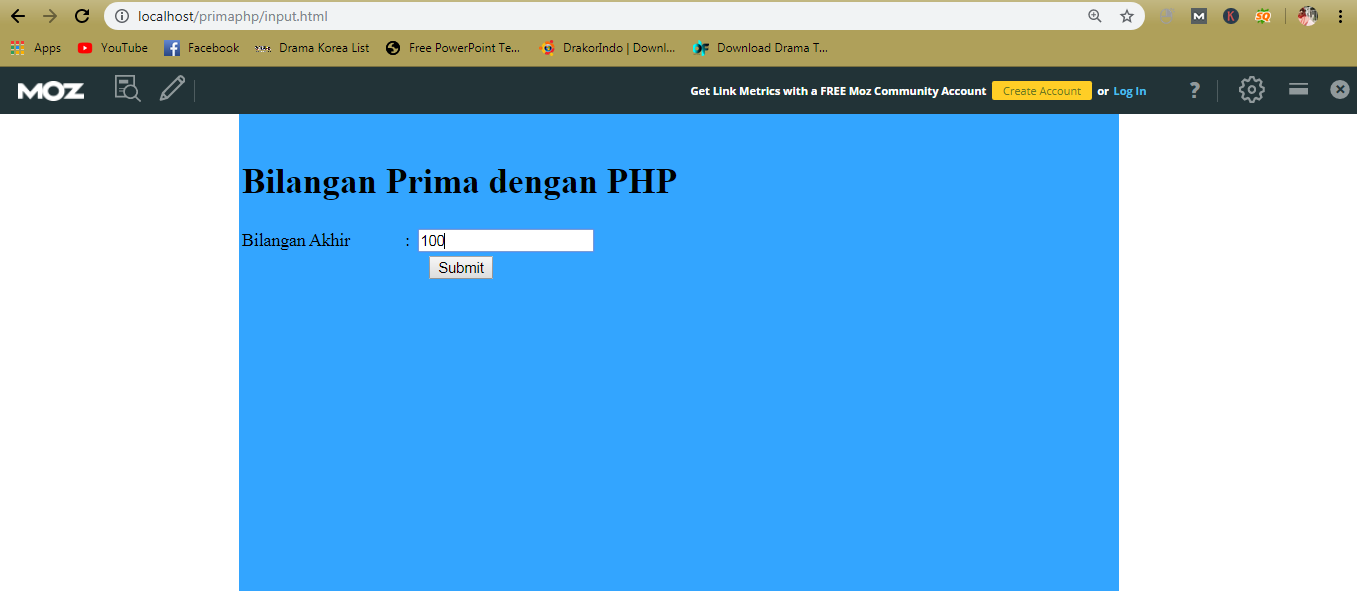 localhost/primaphp/input.html
Apps YouTube Facebook Drama Korea List Free PowerPoint Te... DrakorIndo | Downl... Download Drama T...
MOZ Get Link Metrics with a FREE Moz Community Account Create Account or Log In ?
Bilangan Prima dengan PHP
Bilangan Akhir : 100
Submit